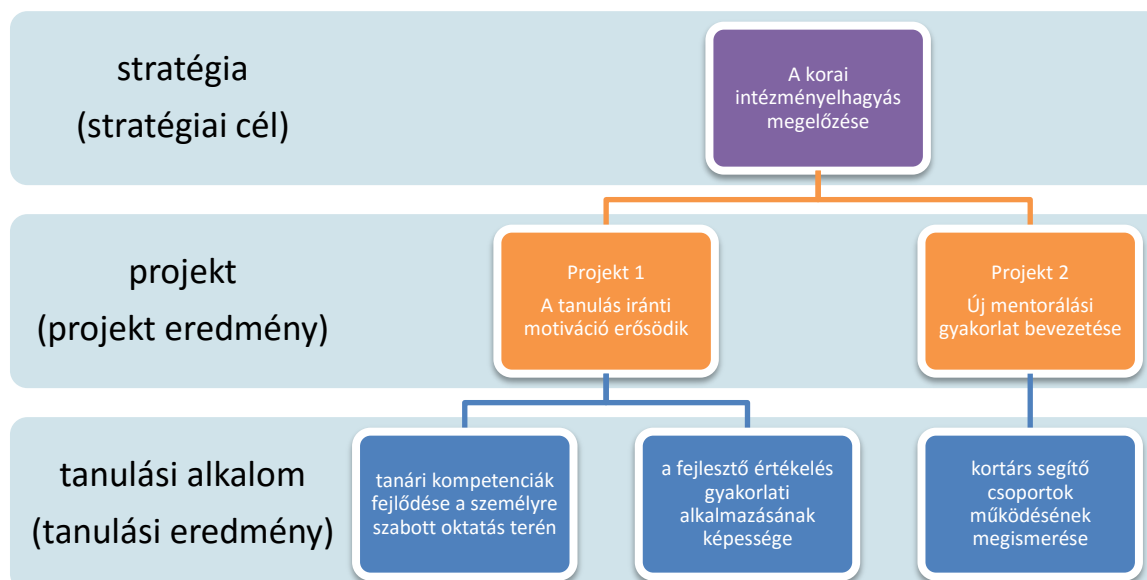 stratégia
(stratégiai cél)
A korai
intézményelhagyás
megelőzése
projekt
(projekt eredmény)
Projekt 1
A tanulás iránti
motiváció erősödik
Projekt 2
Új mentorálási
gyakorlat bevezetése
tanulási alkalom
(tanulási eredmény)
tanári kompetenciák
fejlődése a személyre
szabott oktatás terén
a fejlesztő értékelés
gyakorlati
alkalmazásának
képessége
kortárs segítő
csoportok
működésének
megismerése